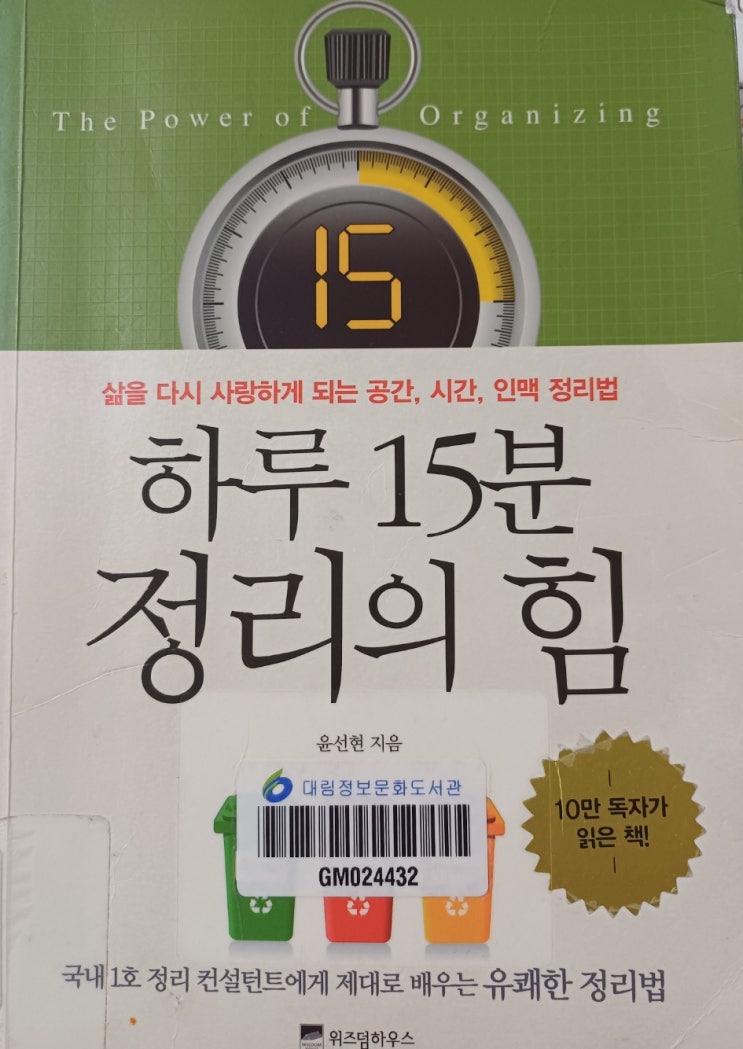 The Power of Organizing
15
삶을 다시 사랑하게 되는 공간, 시간, 인맥 정리법
하루 15분
정리의 힘
윤선현 지음
대림정보문화도서관
GM024432
10만 독자가
읽은 책!
국내 1호 정리 컨설턴트에게 제대로 배우는 유쾌한 정리법
위즈덤하우스